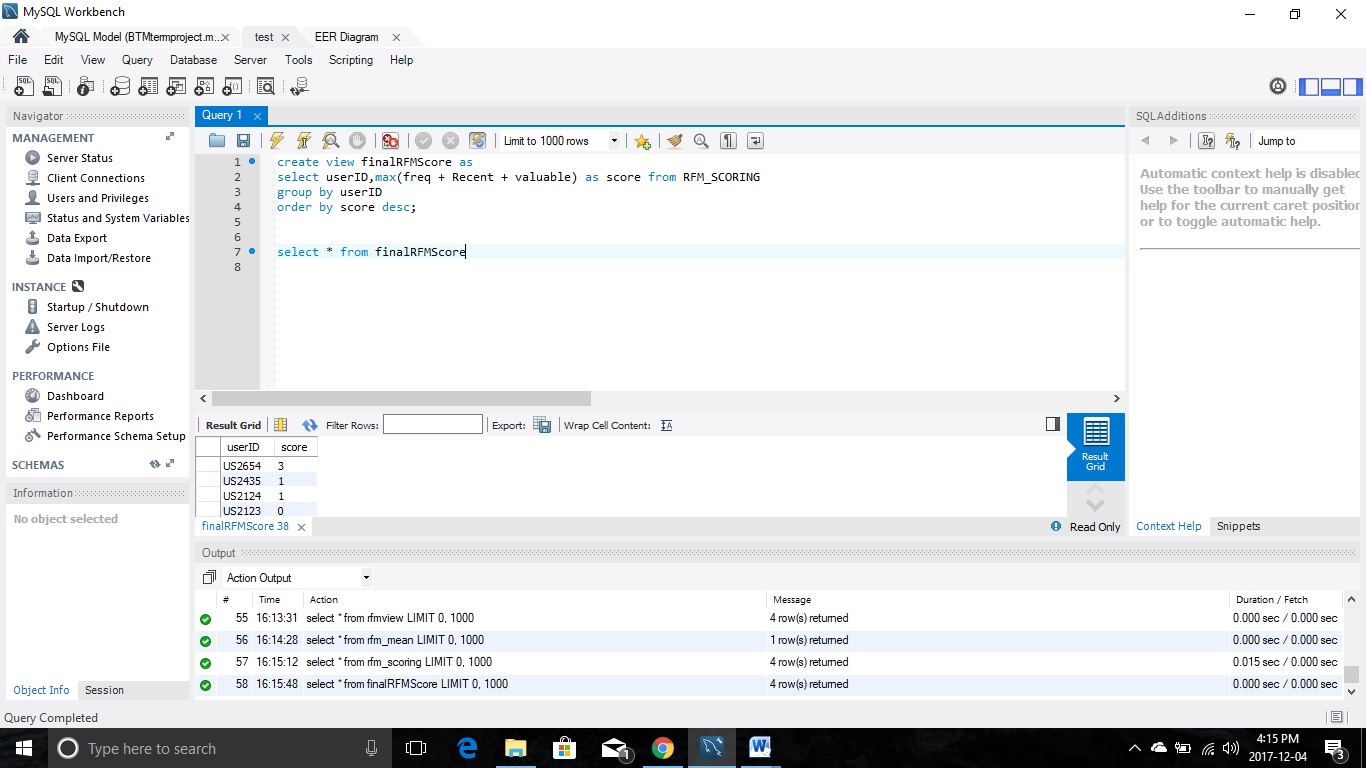 MySQL Workbench
MySQL Model (BTMtermproject.m... × test × EER Diagram ×
File Edit View Query Database Server Tools Scripting Help
Navigator
MANAGEMENT
Server Status
Client Connections
Users and Privileges
Status and System Variables
Data Export
Data Import/Restore
INSTANCE
Startup / Shutdown
Server Logs
Options File
PERFORMANCE
Dashboard
Performance Reports
Performance Schema Setup
SCHEMAS
Information
No object selected
Object Info Session
Query 1 ×
Limit to 1000 rows
1 create view finalRFMScore as
2 select userID,max(freq + Recent + valuable) as score from RFM_SCORING
3 group by userID
4 order by score desc;
5
6
7 select * from finalRFMScore
8
Result Grid Filter Rows: Export: Wrap Cell Content: IA
userID score
US2654 3
US2435 1
US2124 1
US2123 0
Result
Grid
finalRFMScore 38 × Read Only
SQLAdditions
Jump to
Automatic context help is disabled
Use the toolbar to manually get
help for the current caret position
or to toggle automatic help.
Context Help Snippets
Output
Action Output
# Time Action Message Duration / Fetch
55 16:13:31 select * from rfmview LIMIT 0, 1000 4 row(s) returned 0.000 sec / 0.000 sec
56 16:14:28 select * from rfm_mean LIMIT 0, 1000 1 row(s) returned 0.000 sec / 0.000 sec
57 16:15:12 select * from rfm_scoring LIMIT 0, 1000 4 row(s) returned 0.015 sec / 0.000 sec
58 16:15:48 select * from finalRFMScore LIMIT 0, 1000 4 row(s) returned 0.000 sec / 0.000 sec
Query Completed
Type here to search
1
4:15 PM
2017-12-04
3